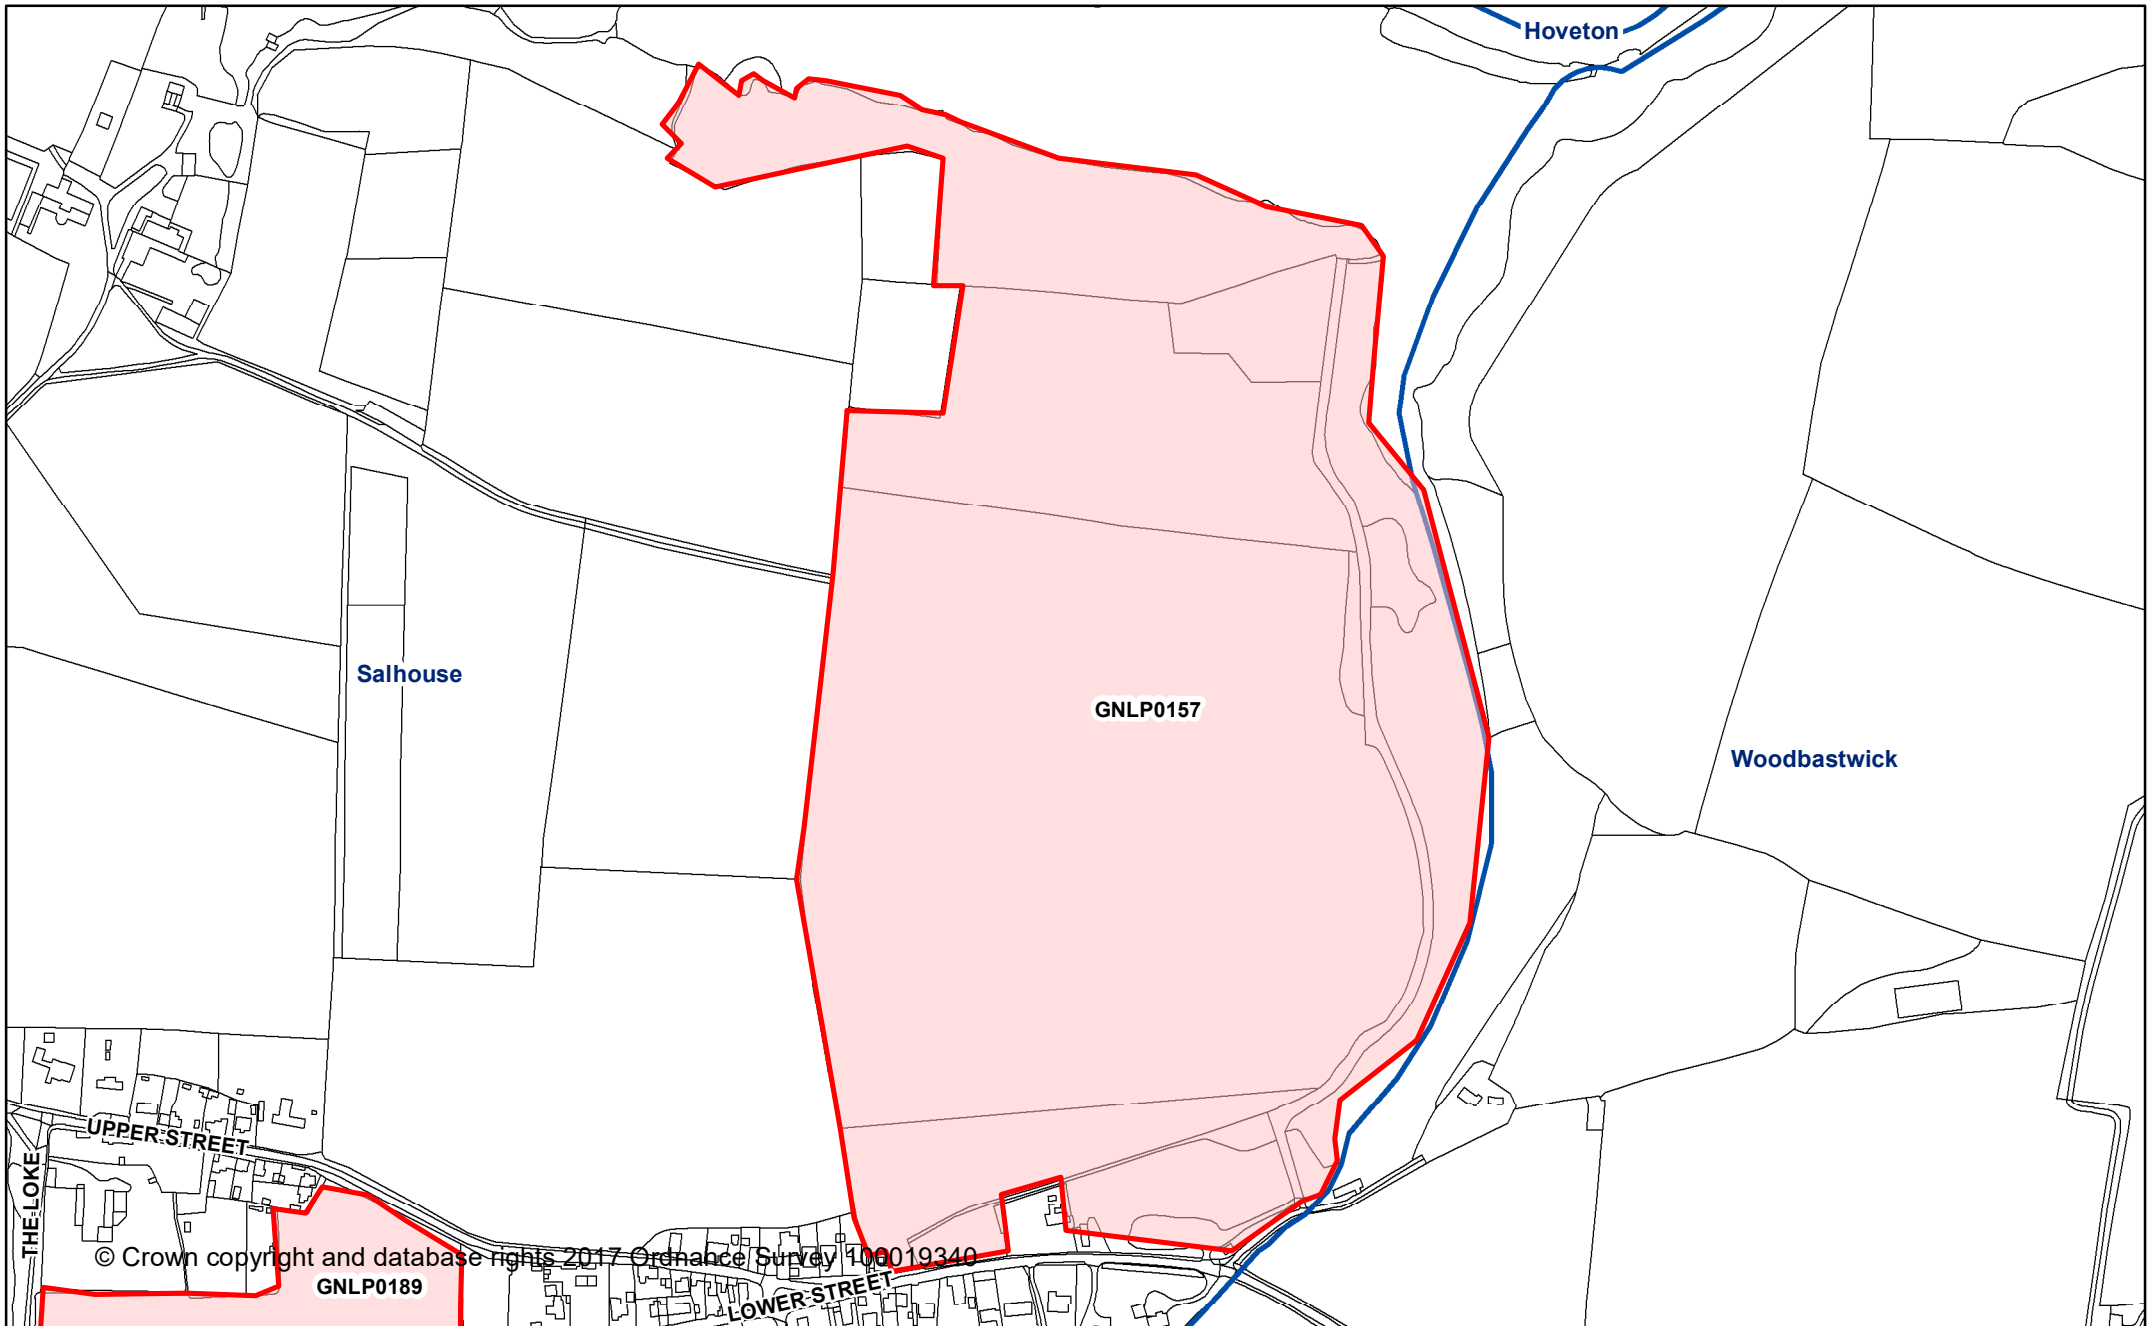 Hoveton
Salhouse
GNLP0157
Woodbastwick
UPPER STREET
THE LOKE
© Crown copyright and database rights 2017 Ordnance Survey 100019340
GNLP0189
LOWER STREET